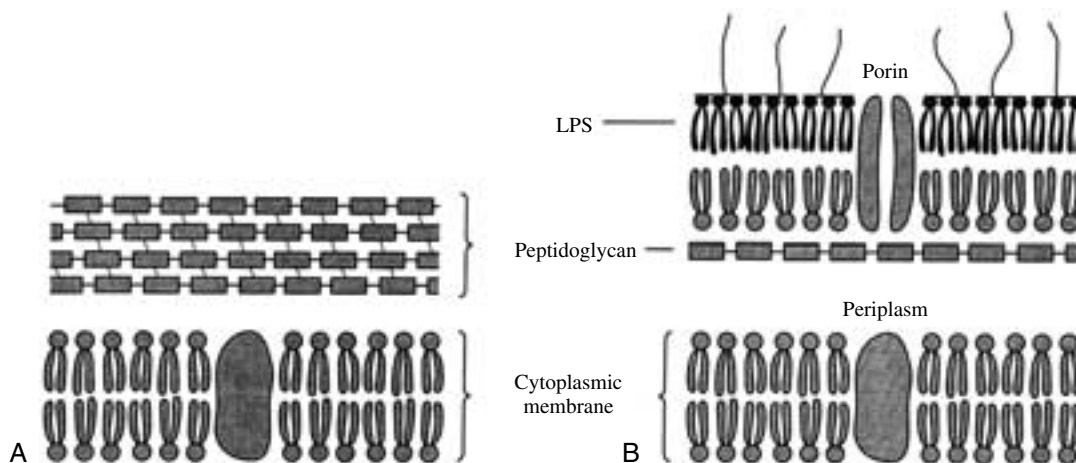 Porin
LPS
Peptidoglycan
Periplasm
Cytoplasmic
membrane
A
B